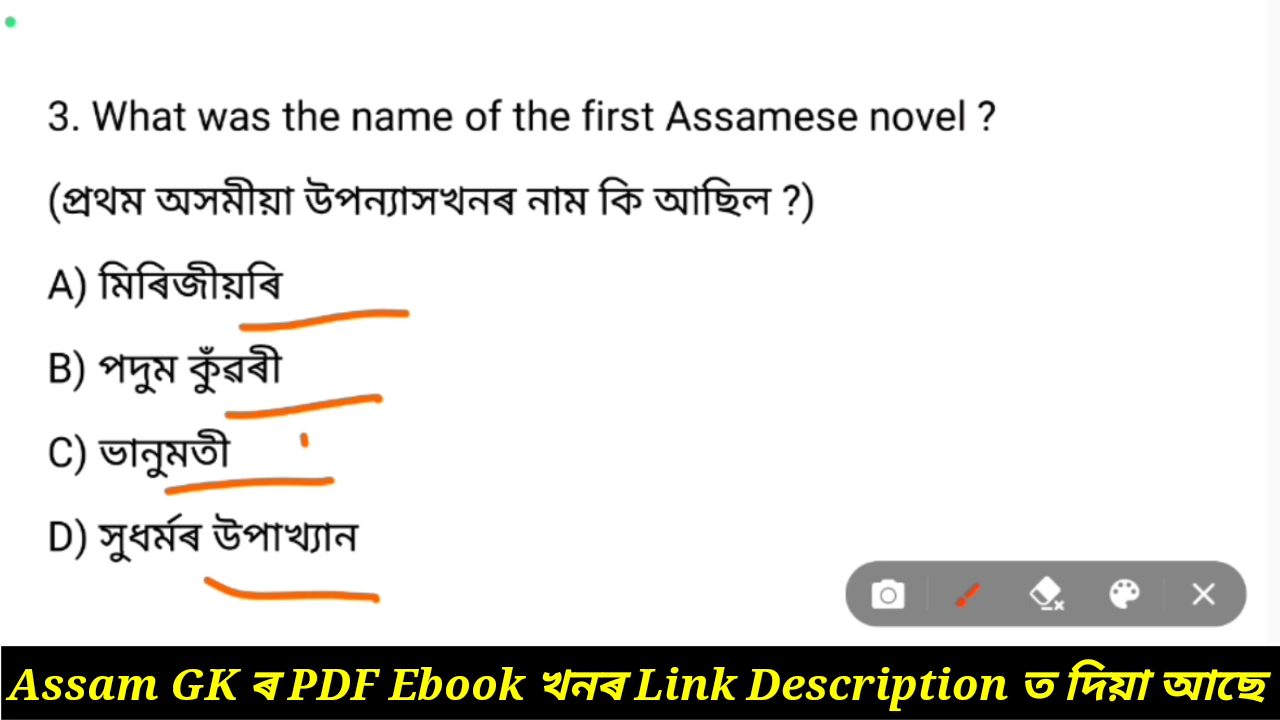 3. What was the name of the first Assamese novel ?
(প্ৰথম অসমীয়া উপন্যাসখনৰ নাম কি আছিল ?)
A) মিৰিজীয়ৰি
B) পদুম কুঁৱৰী
C) ভানুমতী
D) সুধৰ্মৰ উপাখ্যান
Assam GK ৰ PDF Ebook খনৰ Link Description ত দিয়া আছে